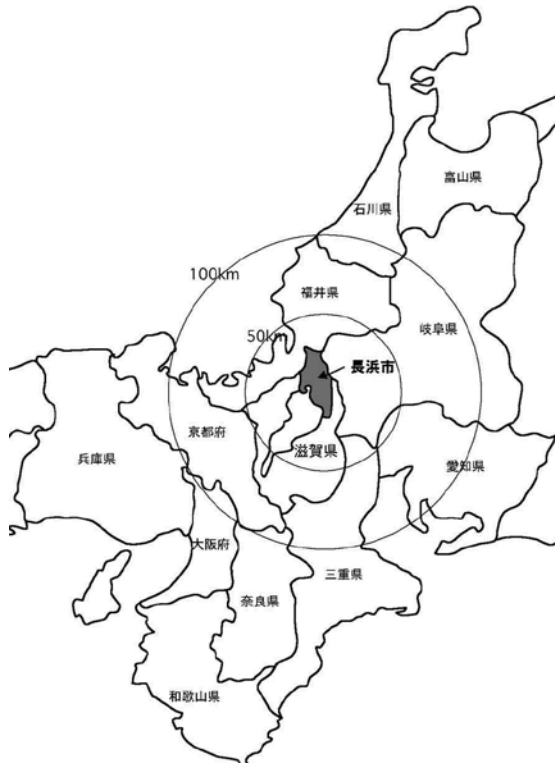 富山県
石川県
100km
福井県
岐阜県
50km
長浜市
京都府
滋賀県
兵庫県
愛知県
大阪府
三重県
奈良県
和歌山県